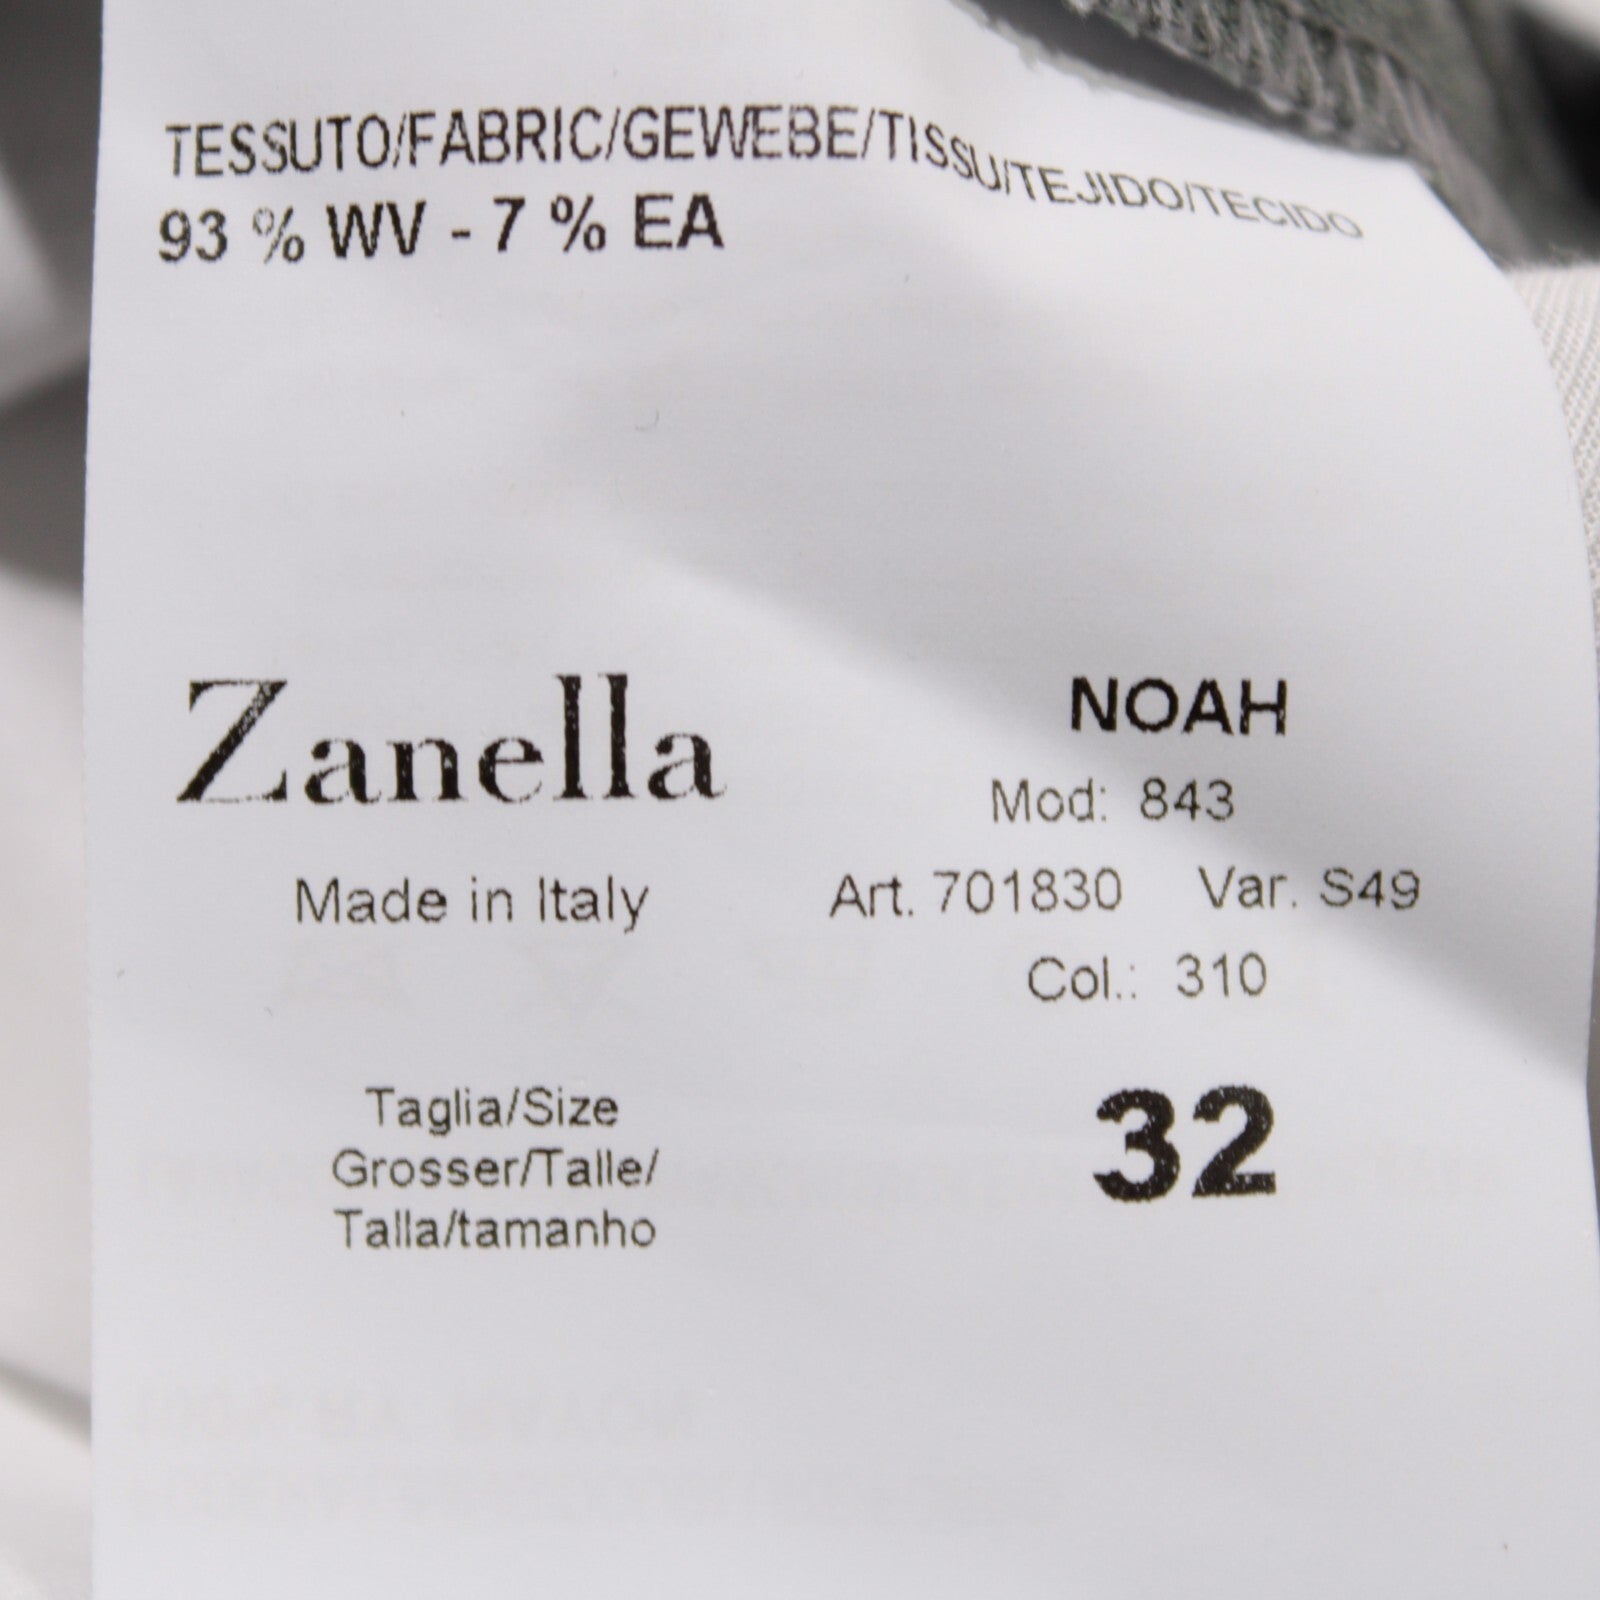 TESSUTO/FABRIC/GEWEBE/TISSU/TEJIDO/TECIDO
93 % WV - 7 % EA
Zanella
Made in Italy
NOAH
Mod: 843
Art. 701830 Var. S49
Col.: 310
Taglia/Size
Grosser/Talle/
Talla/tamanho
32